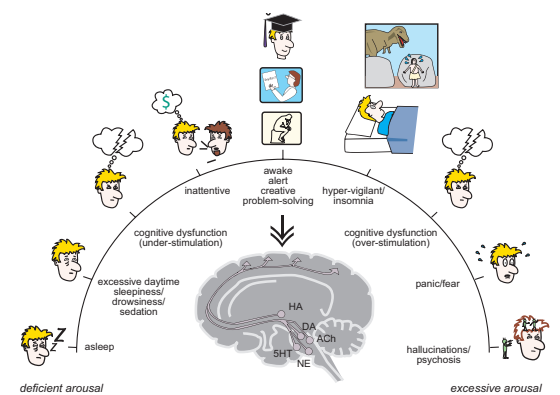 $
awake
alert
creative
problem-solving
inattentive
hyper-vigilant/
insomnia
cognitive dysfunction
(under-stimulation)
cognitive dysfunction
(over-stimulation)
excessive daytime
sleepiness/
drowsiness/
sedation
panic/fear
Z
z
asleep
hallucinations/
psychosis
HA
DA
ACh
5HT
NE
deficient arousal
excessive arousal